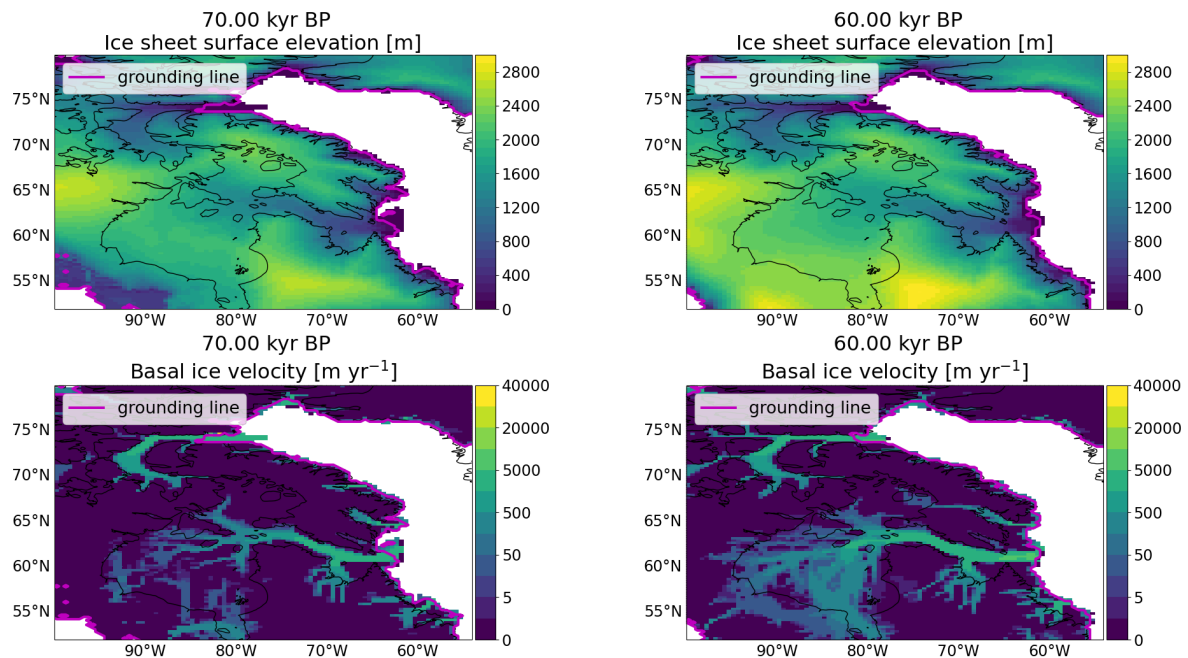 70.00 kyr BP
Ice sheet surface elevation [m]
grounding line
75°N
70°N
65°N
60°N
55°N
90°W
80°W
70°W
60°W
2800
2400
2000
1600
1200
800
400
0
60.00 kyr BP
Ice sheet surface elevation [m]
grounding line
75°N
70°N
65°N
60°N
55°N
90°W
80°W
70°W
60°W
2800
2400
2000
1600
1200
800
400
0
70.00 kyr BP
Basal ice velocity [m yr⁻¹]
grounding line
75°N
70°N
65°N
60°N
55°N
90°W
80°W
70°W
60°W
40000
20000
5000
500
50
5
0
60.00 kyr BP
Basal ice velocity [m yr⁻¹]
grounding line
75°N
70°N
65°N
60°N
55°N
90°W
80°W
70°W
60°W
40000
20000
5000
500
50
5
0